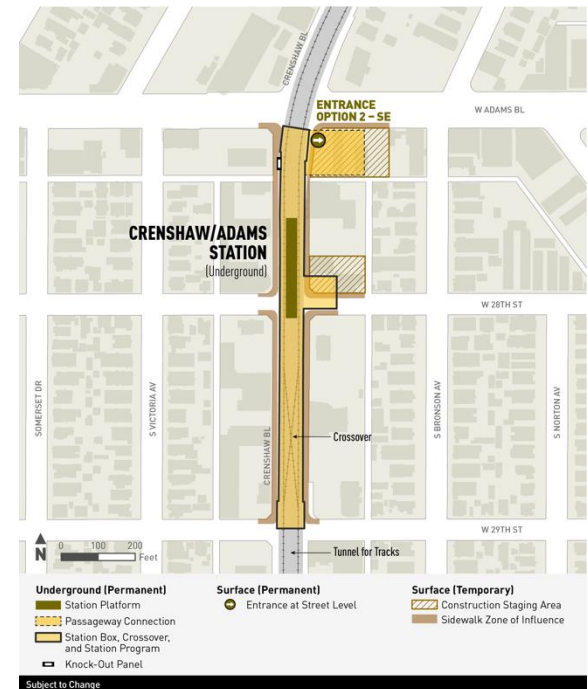 CRENSHAW BL
ENTRANCE
OPTION 2 – SE
W ADAMS BL
CRENSHAW/ADAMS
STATION
(Underground)
W 28TH ST
SOMERSET DR
S VICTORIA AV
CRENSHAW BL
S BRONSON AV
S NORTON AV
Crossover
W 29TH ST
Tunnel for Tracks
N
0 100 200
Feet
Underground (Permanent)
Station Platform
Passageway Connection
Station Box, Crossover,
and Station Program
Knock-Out Panel
Surface (Permanent)
Entrance at Street Level
Surface (Temporary)
Construction Staging Area
Sidewalk Zone of Influence
Subject to Change